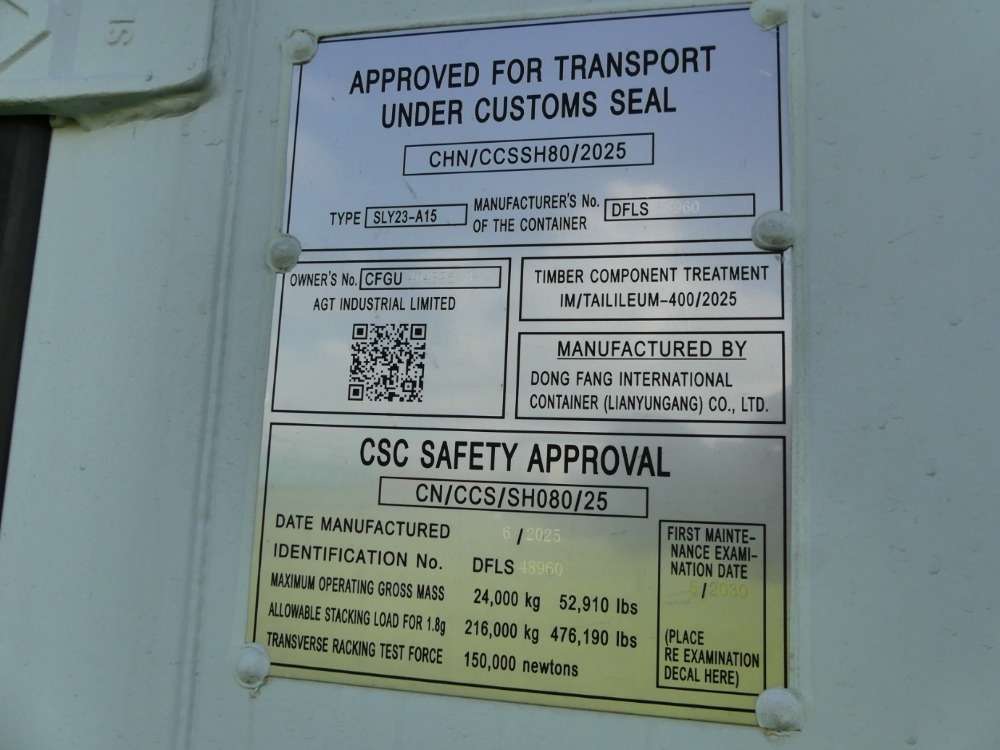 APPROVED FOR TRANSPORT
UNDER CUSTOMS SEAL
CHN/CCSSH80/2025
TYPE SLY23-A15
MANUFACTURER'S No.
OF THE CONTAINER
DFLS
OWNER'S No. CFGU
AGT INDUSTRIAL LIMITED
TIMBER COMPONENT TREATMENT
IM/TAILILEUM-400/2025
MANUFACTURED BY
DONG FANG INTERNATIONAL
CONTAINER (LIANYUNGANG) CO., LTD.
CSC SAFETY APPROVAL
CN/CCS/SH080/25
DATE MANUFACTURED 6 / 2025
IDENTIFICATION No. DFLS 48960
MAXIMUM OPERATING GROSS MASS 24,000 kg 52,910 lbs
ALLOWABLE STACKING LOAD FOR 1.8g 216,000 kg 476,190 lbs
TRANSVERSE RACKING TEST FORCE 150,000 newtons
FIRST MAINTE-
NANCE EXAMI-
NATION DATE
/ 2030
(PLACE
RE EXAMINATION
DECAL HERE)